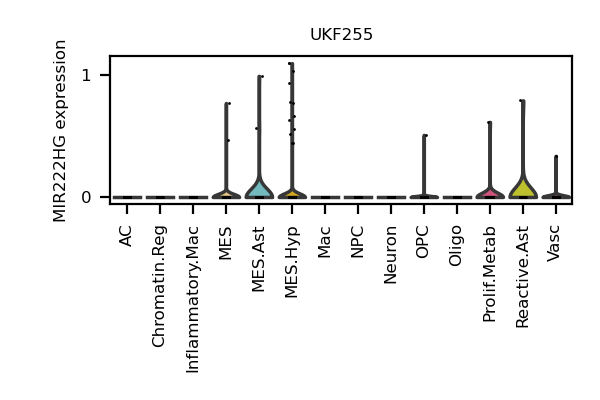 UKF255
MIR222HG expression
1
0
AC
Chromatin.Reg
Inflammatory.Mac
MES
MES.Ast
MES.Hyp
Mac
NPC
Neuron
OPC
Oligo
Prolif.Metab
Reactive.Ast
Vasc